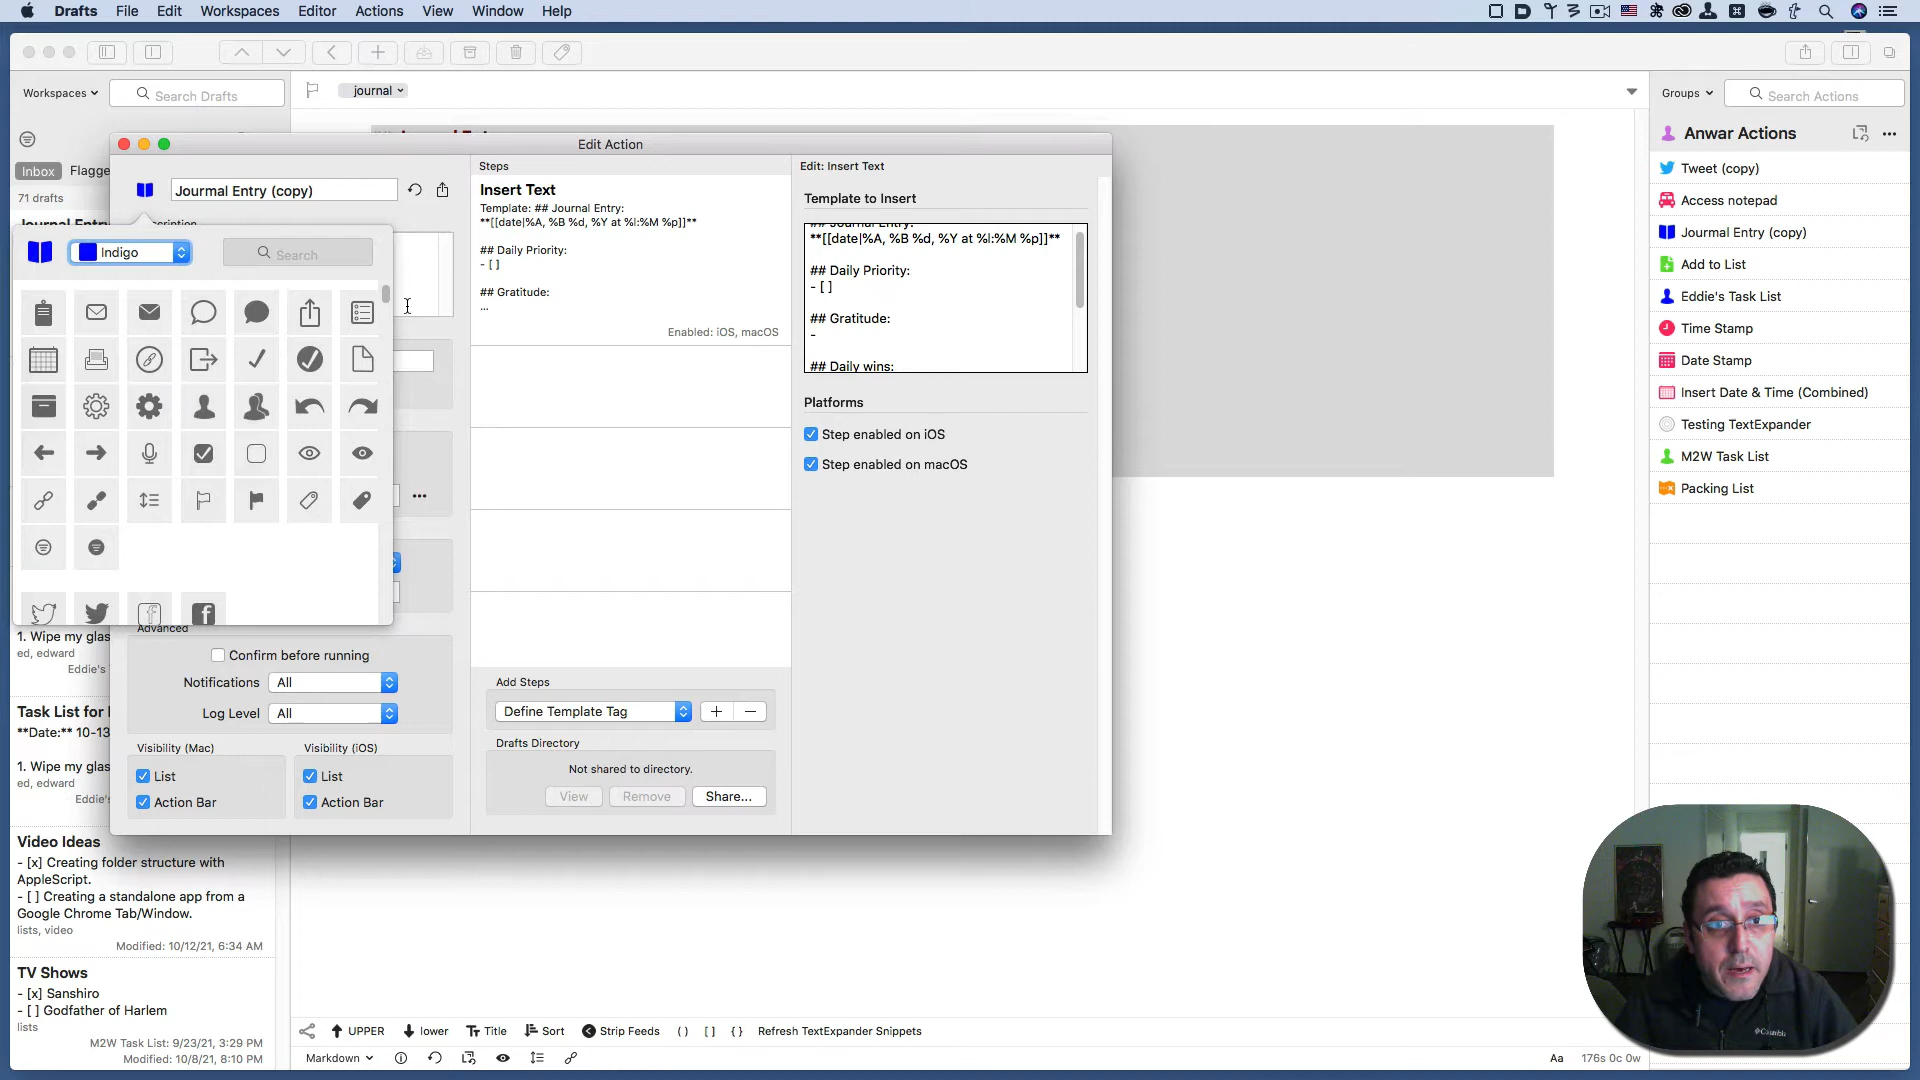 Drafts File Edit Workspaces Editor Actions View Window Help
Workspaces
Search Drafts
journal
Groups
Search Actions
Inbox Flagge
71 drafts
Edit Action
Journal Entry (copy)
Indigo
Search
Steps
Insert Text
Template: ## Journal Entry:
**[[date|%A, %B %d, %Y at %I:%M %p]]**
## Daily Priority:
- [ ]
## Gratitude:
...
Enabled: iOS, macOS
Edit: Insert Text
Template to Insert
**[[date|%A, %B %d, %Y at %I:%M %p]]**
## Daily Priority:
- [ ]
## Gratitude:
-
## Daily wins:
Platforms
Step enabled on iOS
Step enabled on macOS
Advanced
Confirm before running
Notifications All
Log Level All
Visibility (Mac)
List
Action Bar
Visibility (iOS)
List
Action Bar
Add Steps
Define Template Tag
+ −
Drafts Directory
Not shared to directory.
View Remove Share...
1. Wipe my glas
ed, edward
Eddie's
Task List for
**Date:** 10-13
1. Wipe my glas
ed, edward
Eddie's
Video Ideas
- [x] Creating folder structure with
AppleScript.
- [ ] Creating a standalone app from a
Google Chrome Tab/Window.
lists, video
Modified: 10/12/21, 6:34 AM
TV Shows
- [x] Sanshiro
- [ ] Godfather of Harlem
lists
M2W Task List: 9/23/21, 3:29 PM
Modified: 10/8/21, 8:10 PM
Anwar Actions
Tweet (copy)
Access notepad
Journal Entry (copy)
Add to List
Eddie's Task List
Time Stamp
Date Stamp
Insert Date & Time (Combined)
Testing TextExpander
M2W Task List
Packing List
UPPER lower Title Sort Strip Feeds ( ) [ ] { } Refresh TextExpander Snippets
Markdown
Aa 176s 0c 0w
Columbia